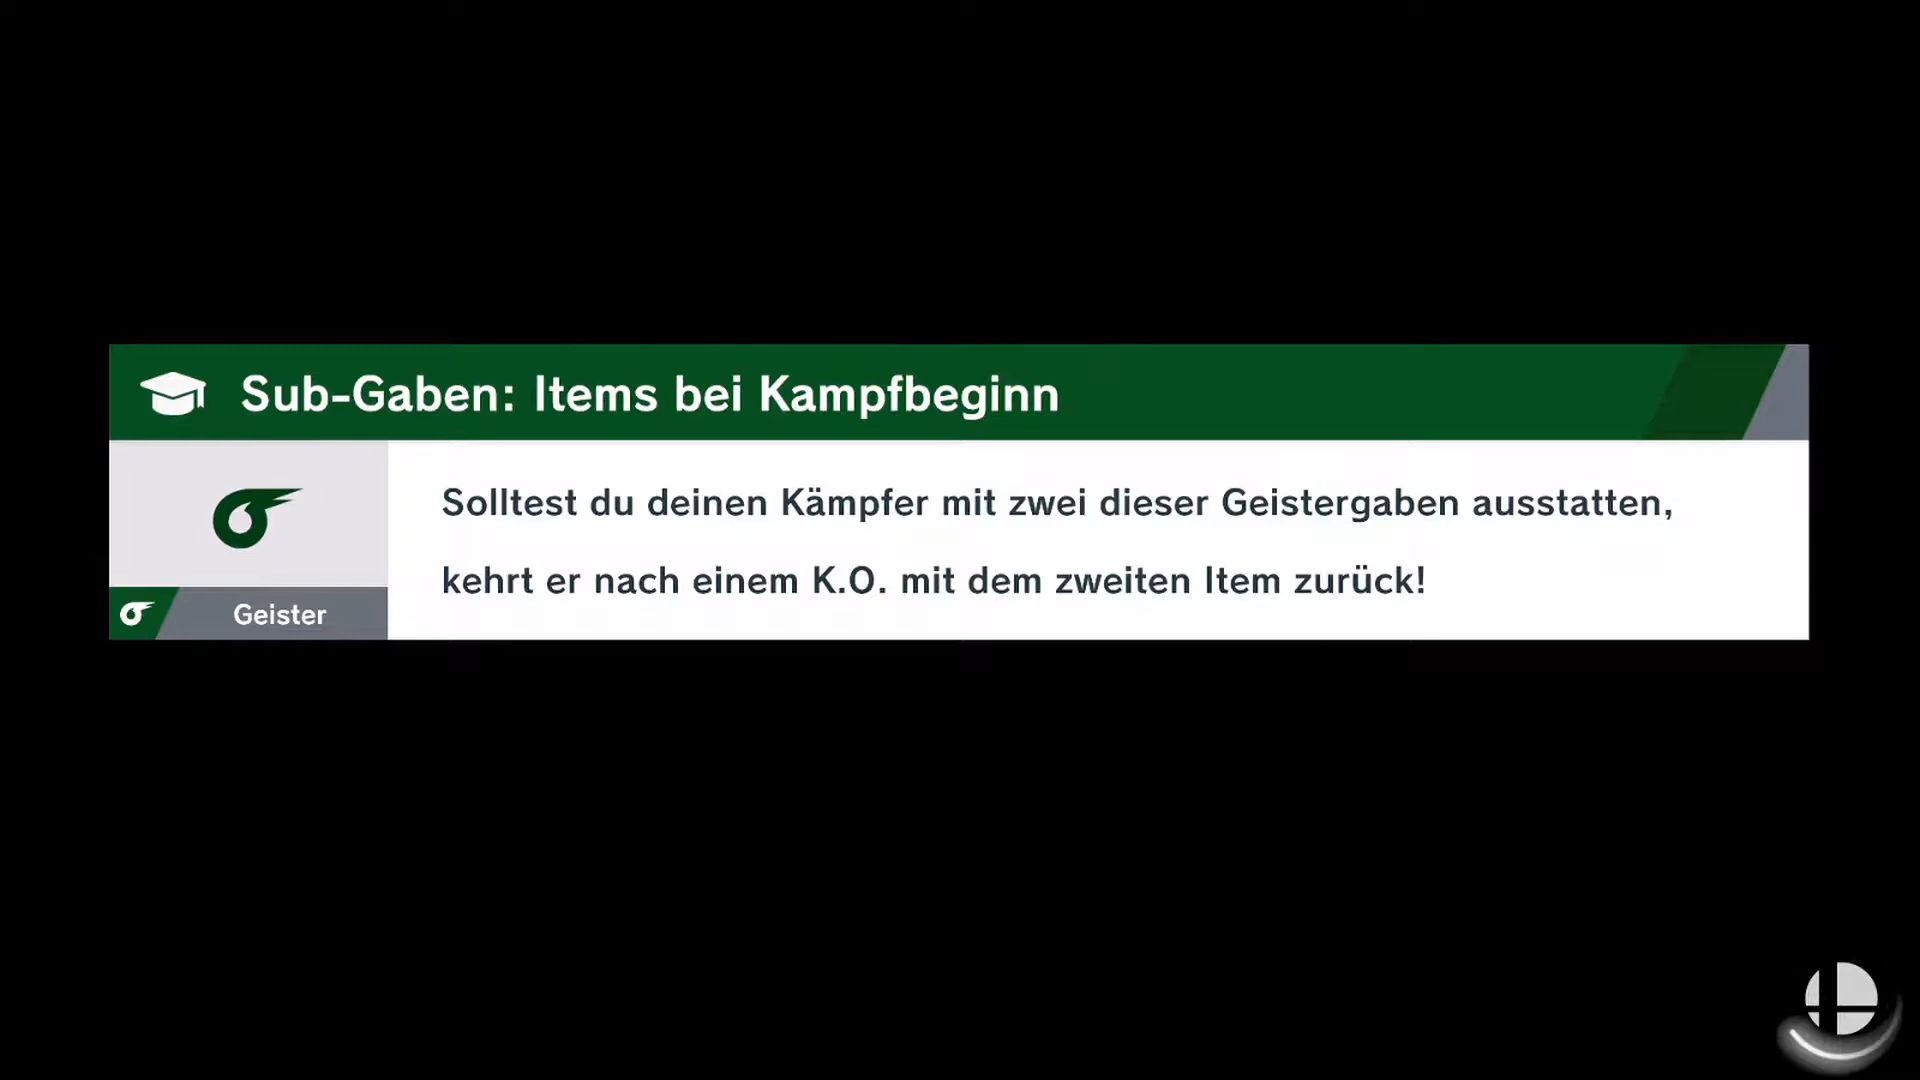 Sub-Gaben: Items bei Kampfbeginn
Solltest du deinen Kämpfer mit zwei dieser Geistergaben ausstatten,
kehrt er nach einem K.O. mit dem zweiten Item zurück!
Geister